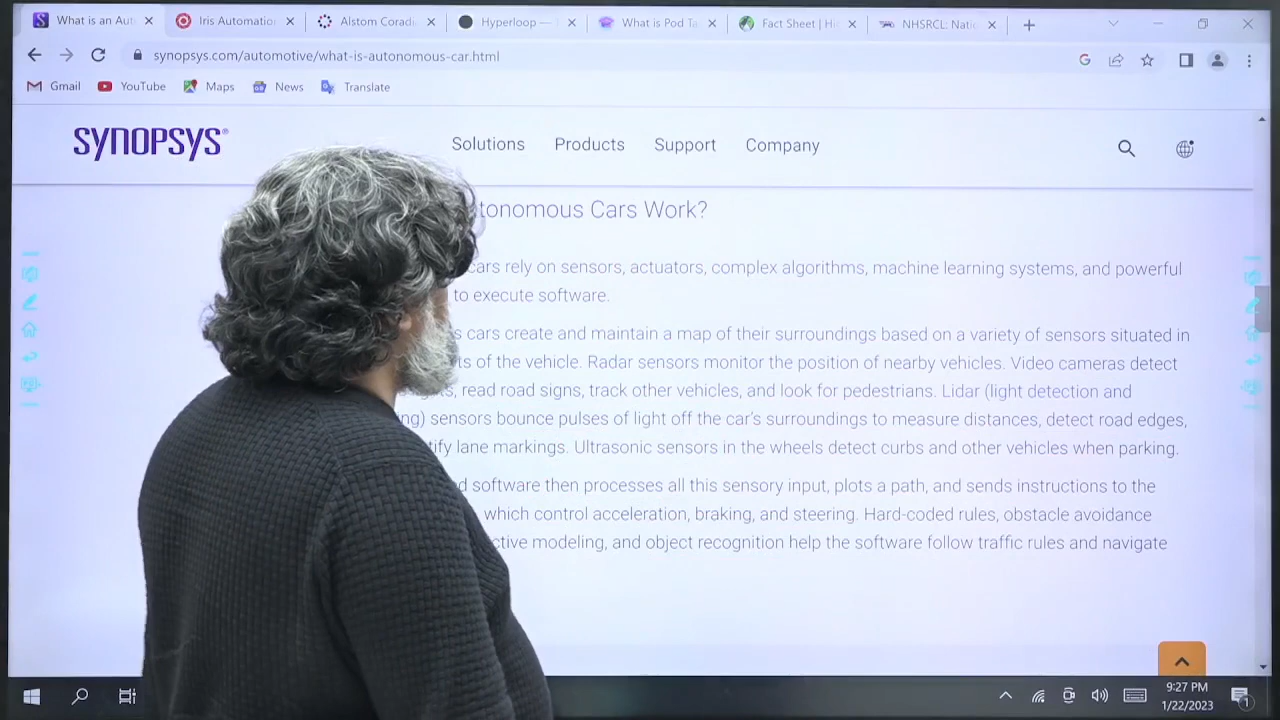 What is an Aut
Iris Automatio
Alstom Coradi
Hyperloop —
What is Pod Ta
Fact Sheet | Hi
NHSRCL: Natio
synopsys.com/automotive/what-is-autonomous-car.html
Gmail
YouTube
Maps
News
Translate
SYNOPSYS®
Solutions
Products
Support
Company
tonomous Cars Work?
cars rely on sensors, actuators, complex algorithms, machine learning systems, and powerful
to execute software.
s cars create and maintain a map of their surroundings based on a variety of sensors situated in
ts of the vehicle. Radar sensors monitor the position of nearby vehicles. Video cameras detect
read road signs, track other vehicles, and look for pedestrians. Lidar (light detection and
ng) sensors bounce pulses of light off the car's surroundings to measure distances, detect road edges,
tify lane markings. Ultrasonic sensors in the wheels detect curbs and other vehicles when parking.
d software then processes all this sensory input, plots a path, and sends instructions to the
which control acceleration, braking, and steering. Hard-coded rules, obstacle avoidance
ctive modeling, and object recognition help the software follow traffic rules and navigate
9:27 PM
1/22/2023
1